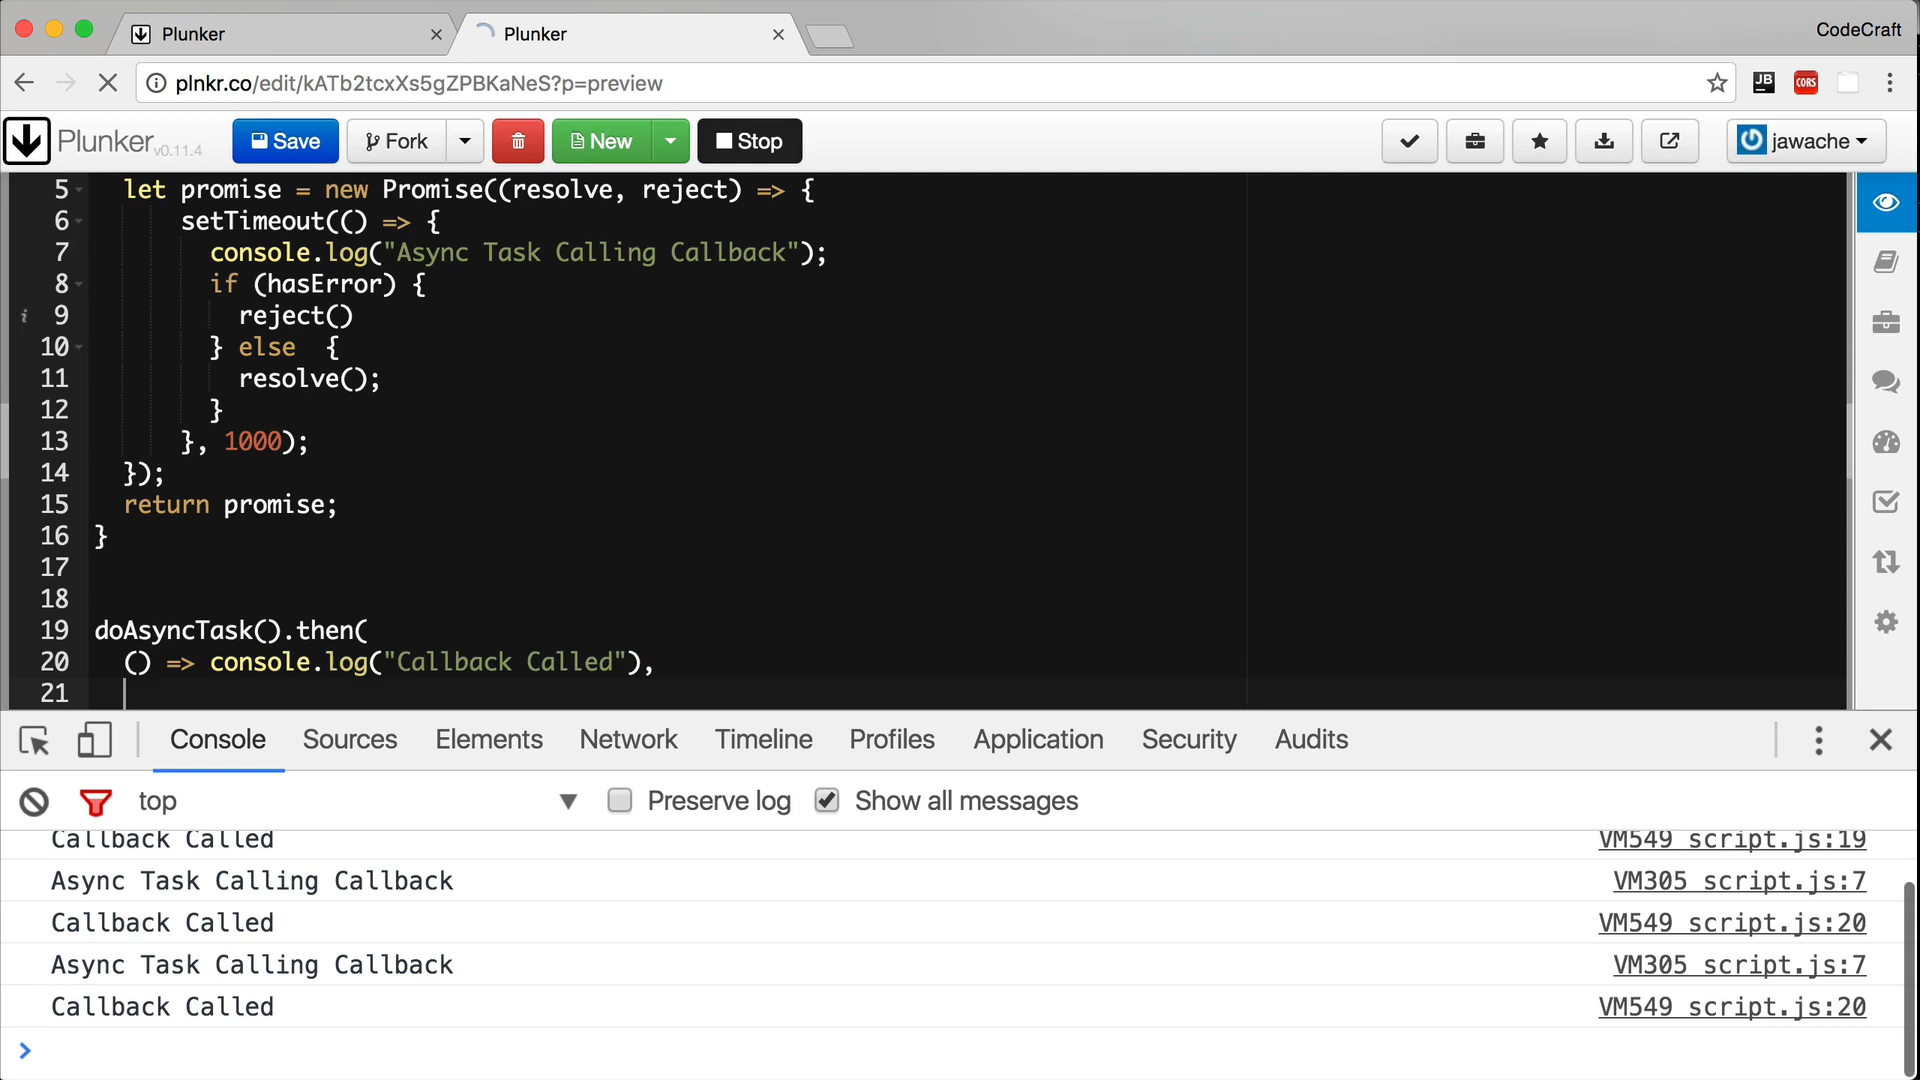 Plunker
Plunker
CodeCraft
plnkr.co/edit/kATb2tcxXs5gZPBKaNeS?p=preview
JB
CORS
Plunker v0.11.4
Save
Fork
New
Stop
jawache
5 let promise = new Promise((resolve, reject) => {
6 setTimeout(() => {
7 console.log("Async Task Calling Callback");
8 if (hasError) {
9 reject()
10 } else {
11 resolve();
12 }
13 }, 1000);
14 });
15 return promise;
16 }
17
18
19 doAsyncTask().then(
20 () => console.log("Callback Called"),
21
Console Sources Elements Network Timeline Profiles Application Security Audits
top
Preserve log
Show all messages
Callback Called VM549 script.js:19
Async Task Calling Callback VM305 script.js:7
Callback Called VM549 script.js:20
Async Task Calling Callback VM305 script.js:7
Callback Called VM549 script.js:20